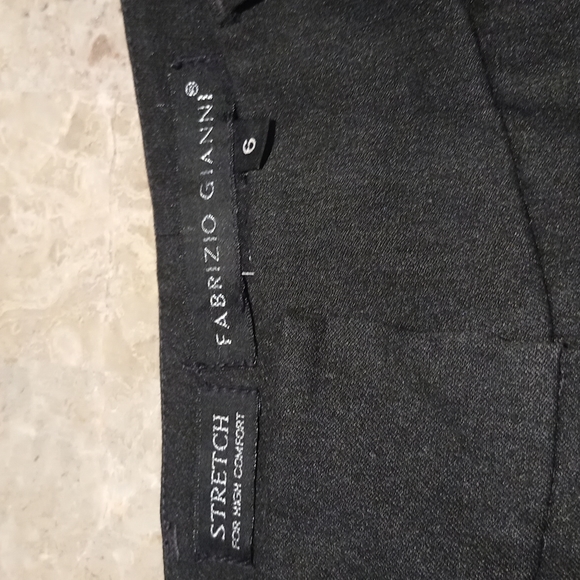 FABRIZIO GIANNI®
6
STRETCH
FOR HIGH COMFORT